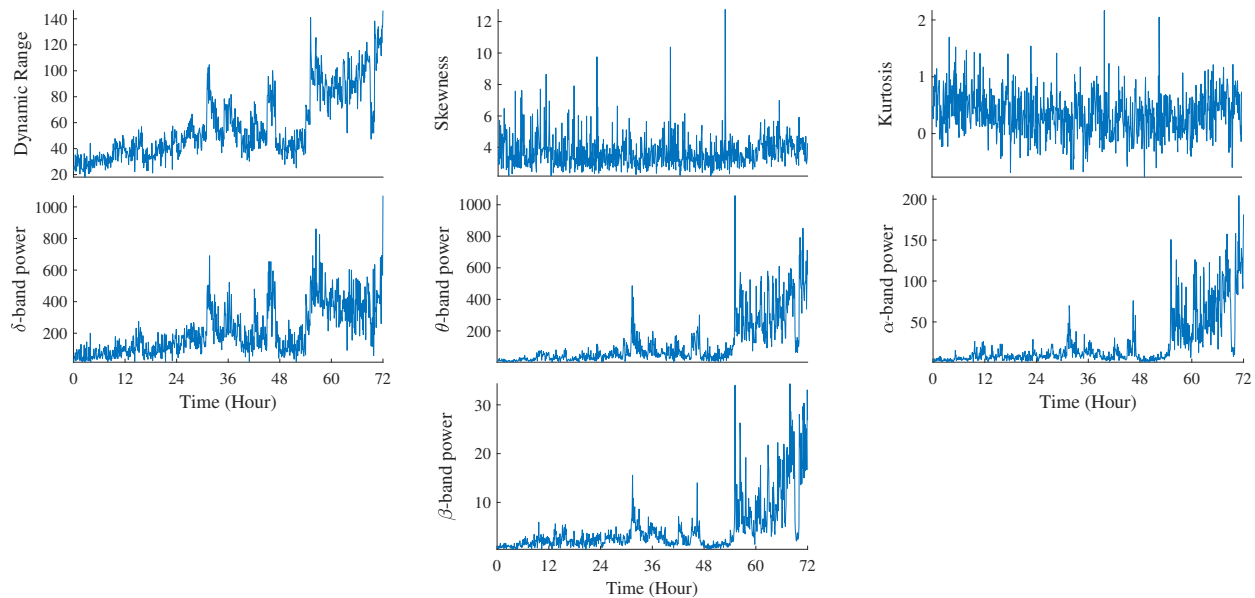 Dynamic Range
140
120
100
80
60
40
20
Skewness
12
10
8
6
4
Kurtosis
2
1
0
δ-band power
1000
800
600
400
200
0 12 24 36 48 60 72
Time (Hour)
θ-band power
1000
800
600
400
200
α-band power
200
150
100
50
0 12 24 36 48 60 72
Time (Hour)
β-band power
30
20
10
0 12 24 36 48 60 72
Time (Hour)